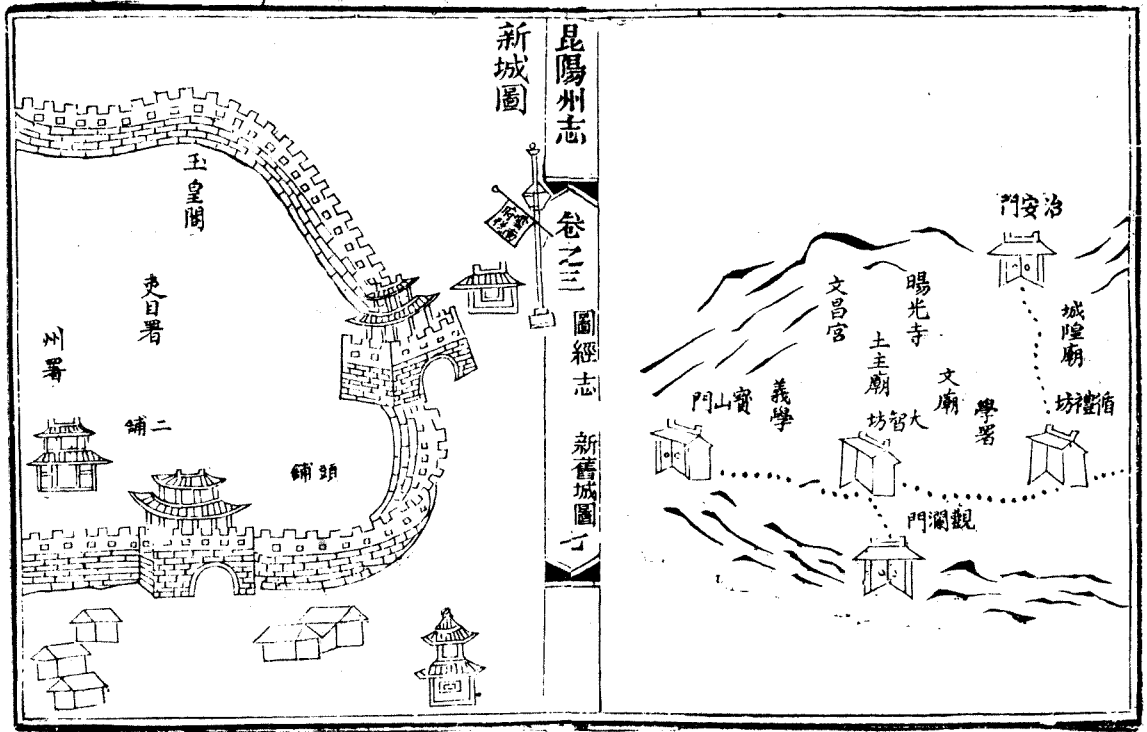 治安門
城隍廟
循禮坊
學署
文廟
暘光寺
土主廟
大智坊
觀瀾門
文昌宮
義學
寶山門
昆陽州志
卷之三
圖經志
新舊城圖
新城圖
頭鋪
玉皇閣
吏目署
二鋪
州署